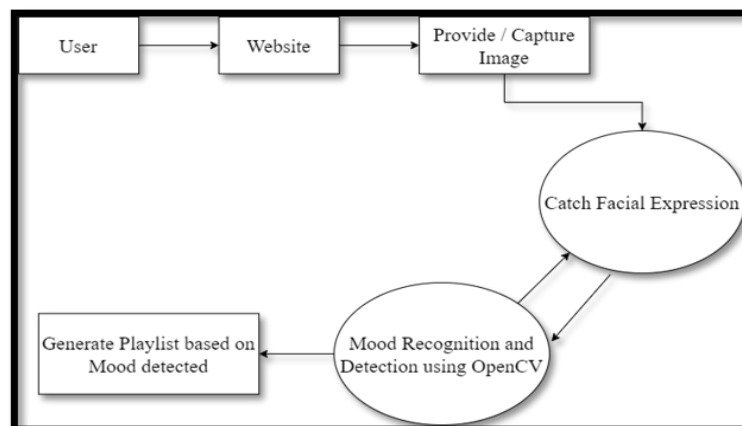 User
Website
Provide / Capture
Image
Catch Facial Expression
Mood Recognition and
Detection using OpenCV
Generate Playlist based on
Mood detected